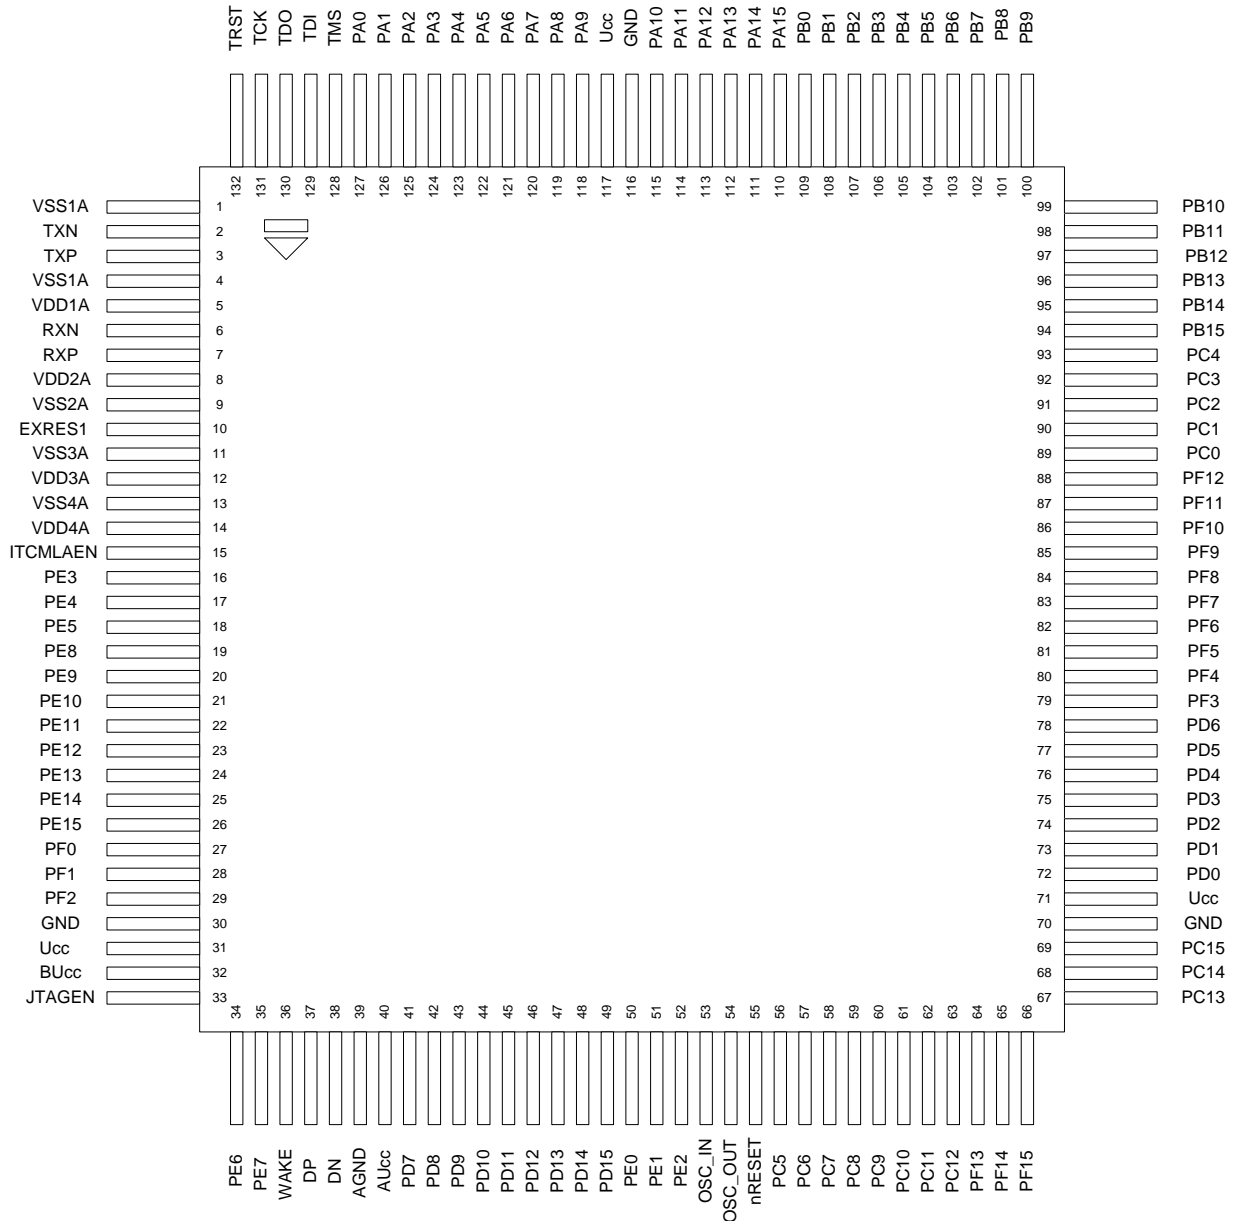 TRST TCK TDO TDI TMS PA0 PA1 PA2 PA3 PA4 PA5 PA6 PA7 PA8 PA9 Ucc GND PA10 PA11 PA12 PA13 PA14 PA15 PB0 PB1 PB2 PB3 PB4 PB5 PB6 PB7 PB8 PB9
132 131 130 129 128 127 126 125 124 123 122 121 120 119 118 117 116 115 114 113 112 111 110 109 108 107 106 105 104 103 102 101 100
VSS1A 1 99 PB10
TXN 2 98 PB11
TXP 3 97 PB12
VSS1A 4 96 PB13
VDD1A 5 95 PB14
RXN 6 94 PB15
RXP 7 93 PC4
VDD2A 8 92 PC3
VSS2A 9 91 PC2
EXRES1 10 90 PC1
VSS3A 11 89 PC0
VDD3A 12 88 PF12
VSS4A 13 87 PF11
VDD4A 14 86 PF10
ITCMLAEN 15 85 PF9
PE3 16 84 PF8
PE4 17 83 PF7
PE5 18 82 PF6
PE8 19 81 PF5
PE9 20 80 PF4
PE10 21 79 PF3
PE11 22 78 PD6
PE12 23 77 PD5
PE13 24 76 PD4
PE14 25 75 PD3
PE15 26 74 PD2
PF0 27 73 PD1
PF1 28 72 PD0
PF2 29 71 Ucc
GND 30 70 GND
Ucc 31 69 PC15
BUcc 32 68 PC14
JTAGEN 33 67 PC13
34 35 36 37 38 39 40 41 42 43 44 45 46 47 48 49 50 51 52 53 54 55 56 57 58 59 60 61 62 63 64 65 66
PE6 PE7 WAKE DP DN AGND AUcc PD7 PD8 PD9 PD10 PD11 PD12 PD13 PD14 PD15 PE0 PE1 PE2 OSC_IN OSC_OUT nRESET PC5 PC6 PC7 PC8 PC9 PC10 PC11 PC12 PF13 PF14 PF15